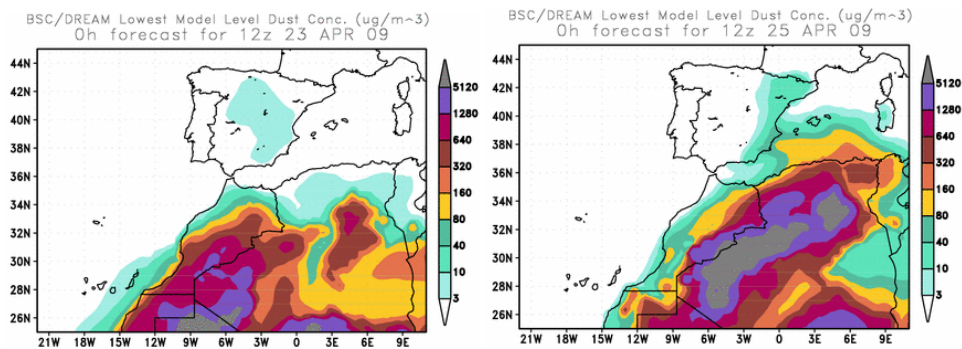 BSC/DREAM Lowest Model Level Dust Conc. (ug/m^3)
0h forecast for 12z 23 APR 09
44N
42N
40N
38N
36N
34N
32N
30N
28N
26N
21W 18W 15W 12W 9W 6W 3W 0 3E 6E 9E
5120
1280
640
320
160
80
40
10
3
BSC/DREAM Lowest Model Level Dust Conc. (ug/m^3)
0h forecast for 12z 25 APR 09
44N
42N
40N
38N
36N
34N
32N
30N
28N
26N
21W 18W 15W 12W 9W 6W 3W 0 3E 6E 9E
5120
1280
640
320
160
80
40
10
3